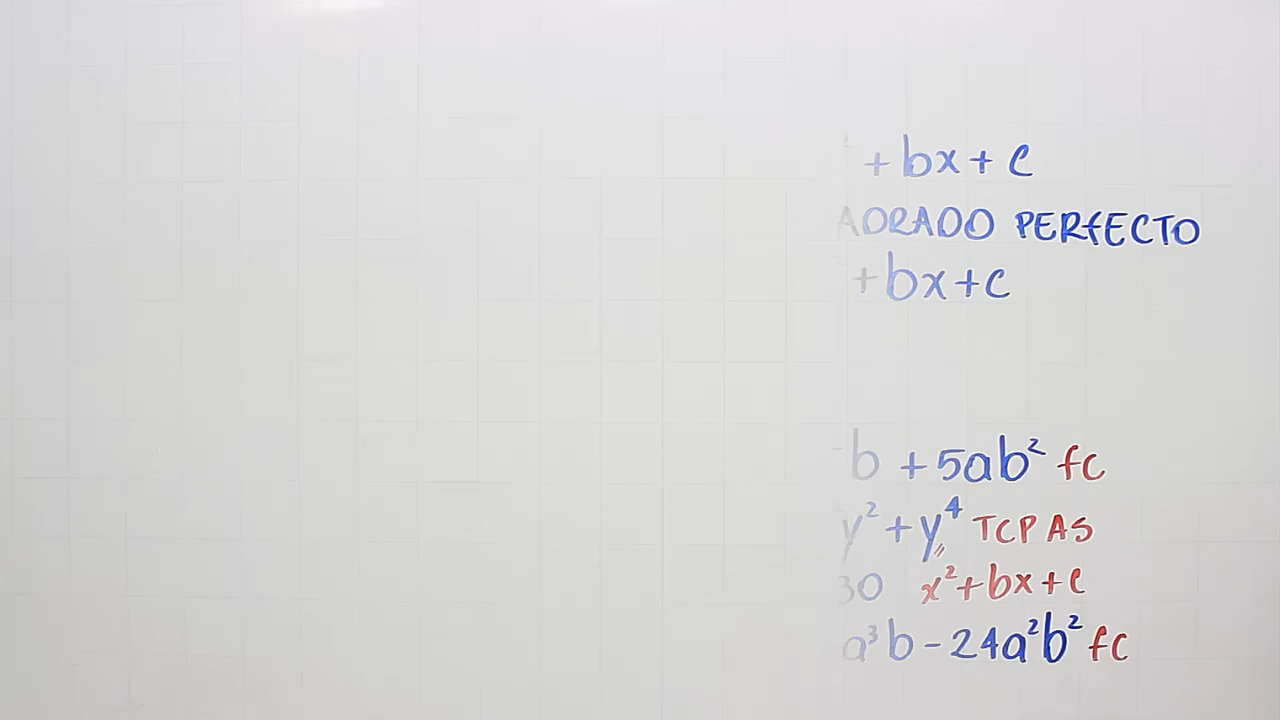 + bx + c
ADRADO PERFECTO
+ bx + c
b + 5ab² fc
y² + y⁴ TCP AS
30 x² + bx + c
a³b - 24a²b² fc